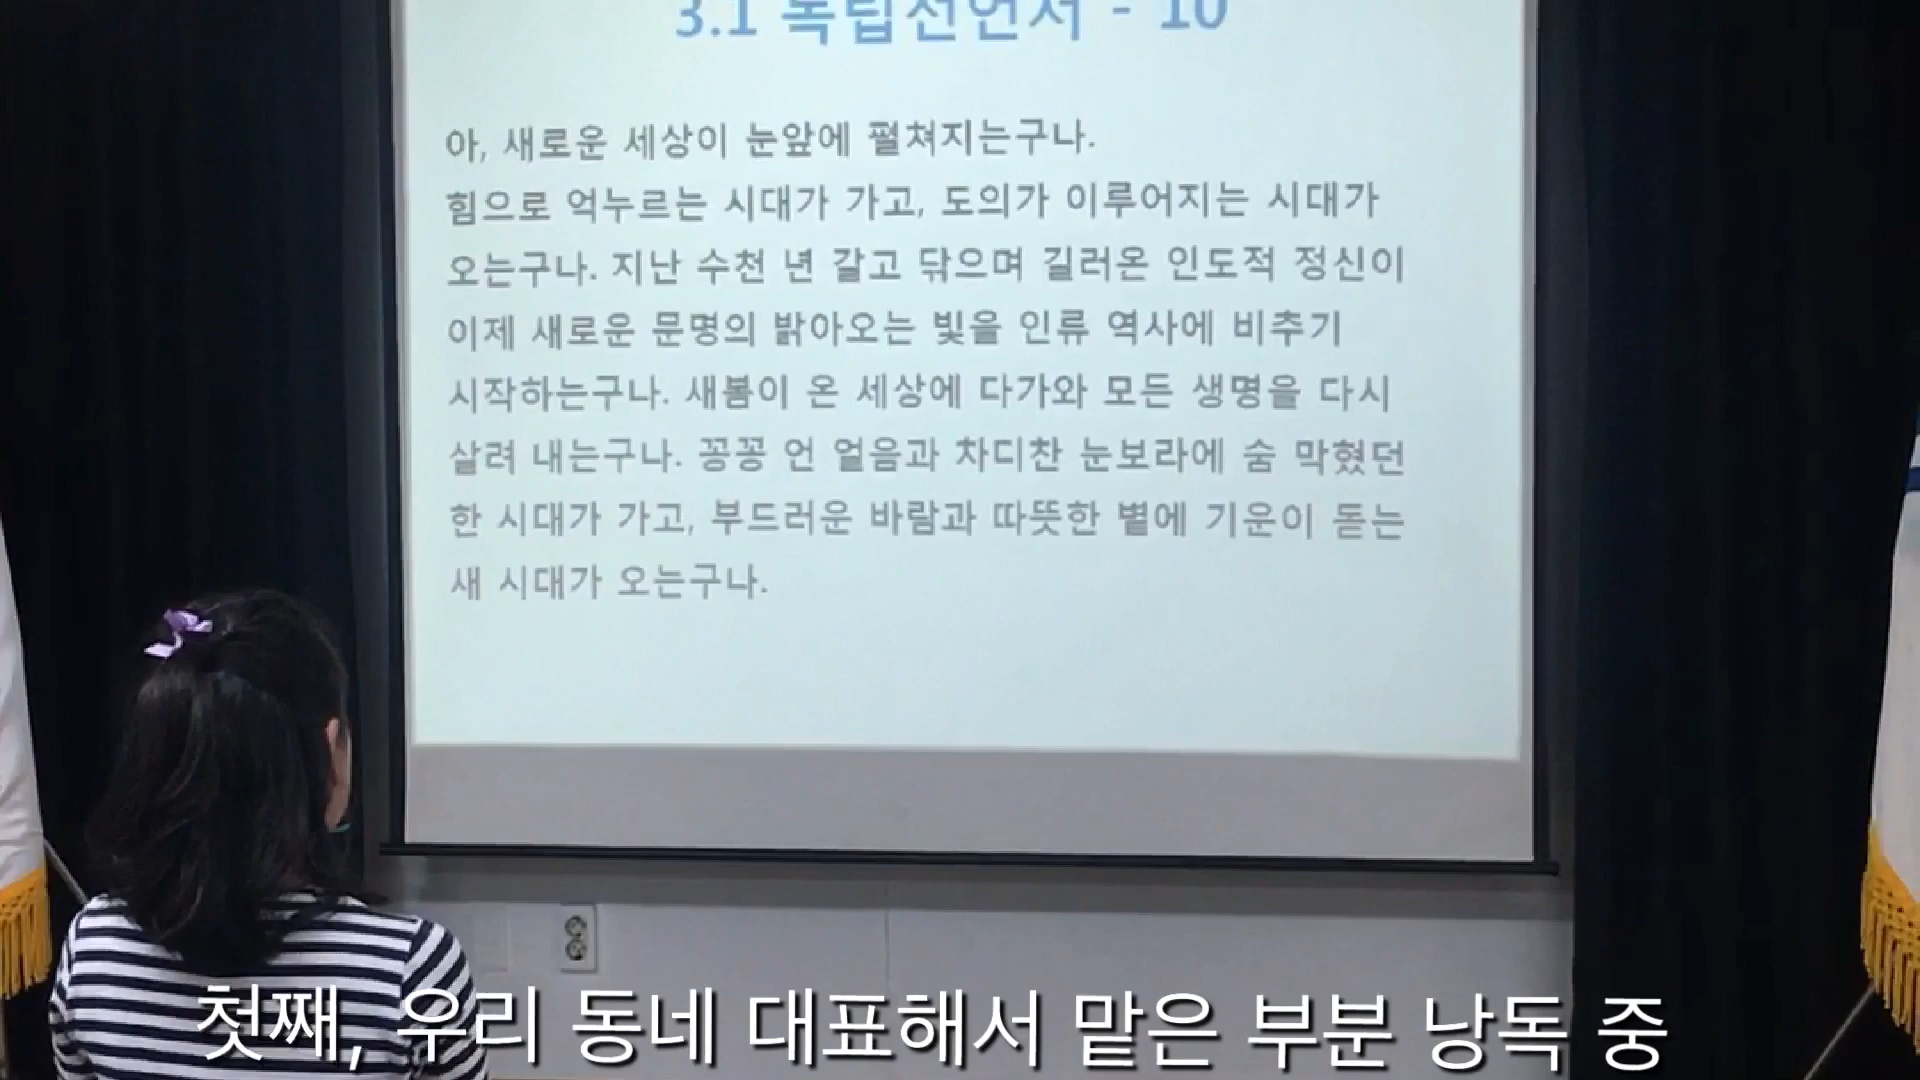 3.1 독립선언서 - 10
아, 새로운 세상이 눈앞에 펼쳐지는구나.
힘으로 억누르는 시대가 가고, 도의가 이루어지는 시대가
오는구나. 지난 수천 년 갈고 닦으며 길러온 인도적 정신이
이제 새로운 문명의 밝아오는 빛을 인류 역사에 비추기
시작하는구나. 새봄이 온 세상에 다가와 모든 생명을 다시
살려 내는구나. 꽁꽁 언 얼음과 차디찬 눈보라에 숨 막혔던
한 시대가 가고, 부드러운 바람과 따뜻한 볕에 기운이 돋는
새 시대가 오는구나.
첫째, 우리 동네 대표해서 맡은 부분 낭독 중